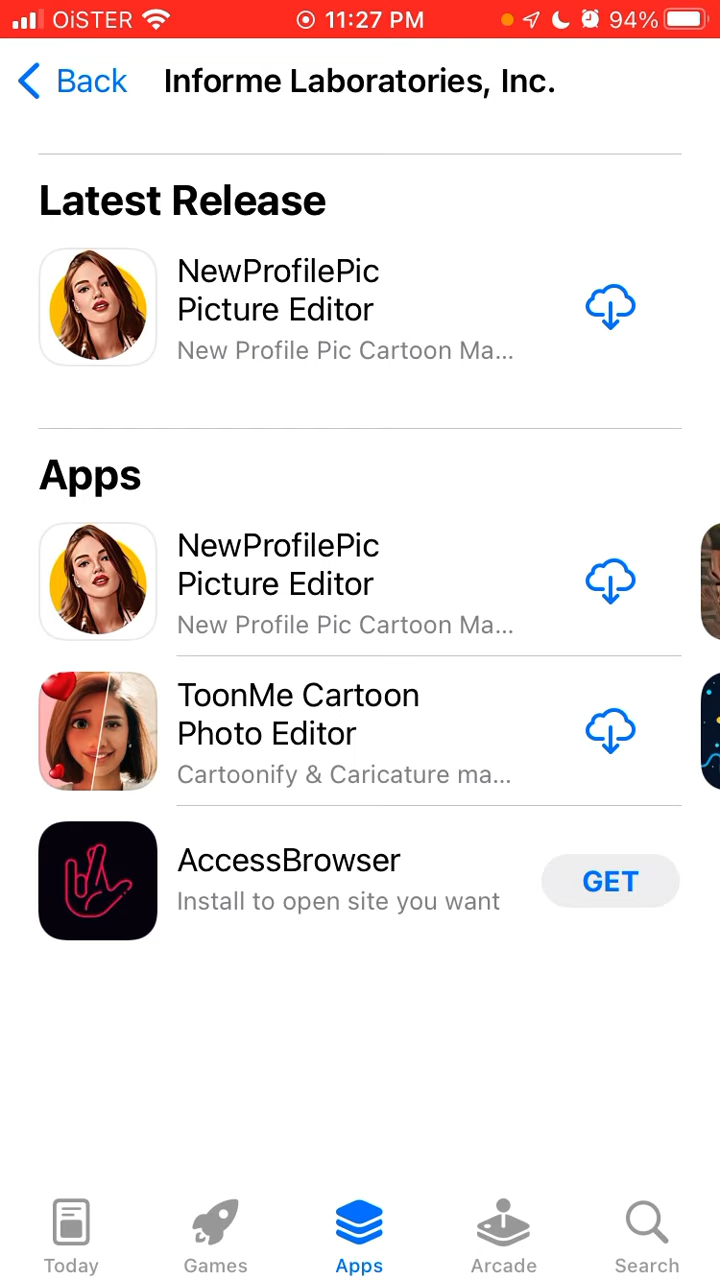 OiSTER 11:27 PM 94%
Back Informe Laboratories, Inc.
Latest Release
NewProfilePic
Picture Editor
New Profile Pic Cartoon Ma...
Apps
NewProfilePic
Picture Editor
New Profile Pic Cartoon Ma...
ToonMe Cartoon
Photo Editor
Cartoonify & Caricature ma...
AccessBrowser
Install to open site you want
GET
Today Games Apps Arcade Search